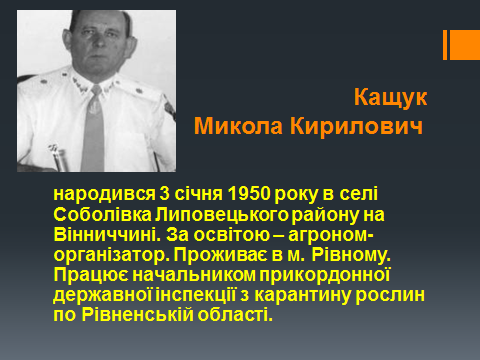 Кащук
Микола Кирилович
народився 3 січня 1950 року в селі
Соболівка Липовецького району на
Вінниччині. За освітою – агроном-
організатор. Проживає в м. Рівному.
Працює начальником прикордонної
державної інспекції з карантину рослин
по Рівненській області.